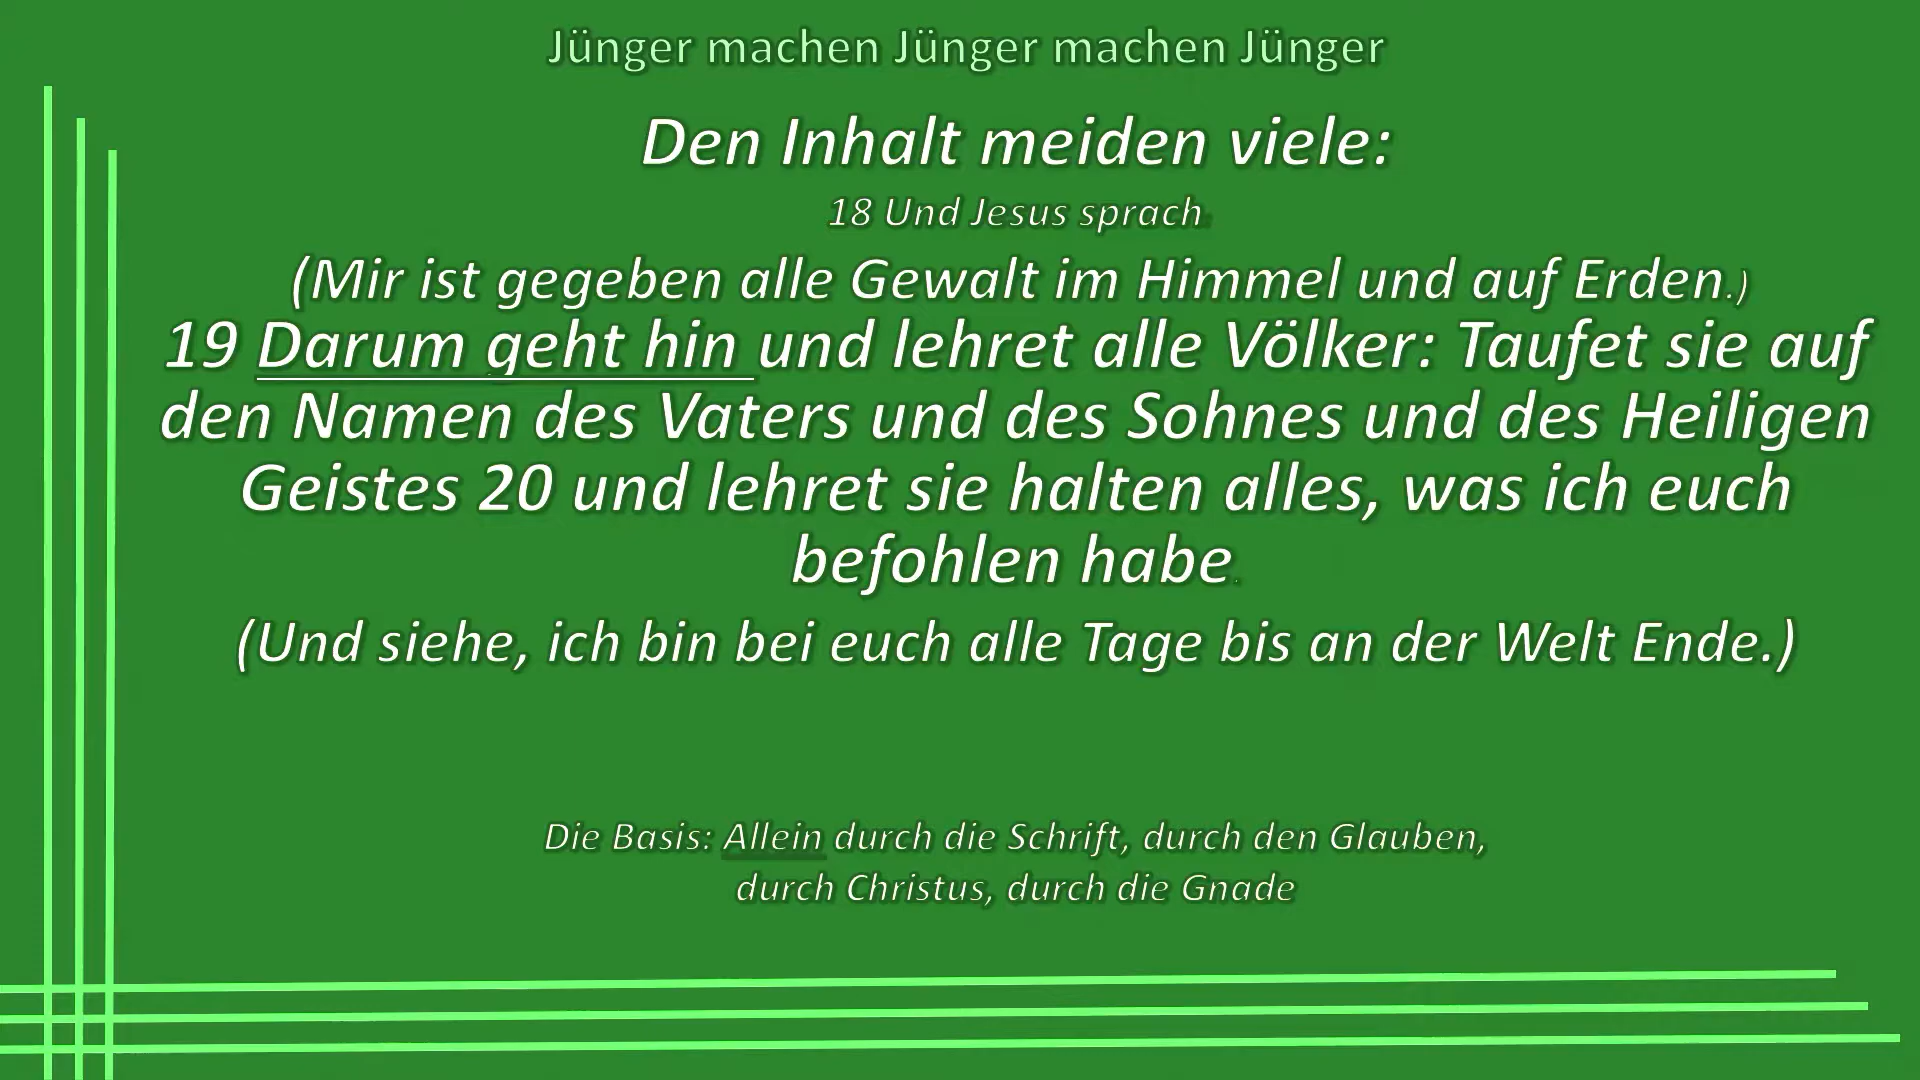 Jünger machen Jünger machen Jünger
Den Inhalt meiden viele:
18 Und Jesus sprach:
(Mir ist gegeben alle Gewalt im Himmel und auf Erden.)
19 Darum geht hin und lehret alle Völker: Taufet sie auf
den Namen des Vaters und des Sohnes und des Heiligen
Geistes 20 und lehret sie halten alles, was ich euch
befohlen habe.
(Und siehe, ich bin bei euch alle Tage bis an der Welt Ende.)
Die Basis: Allein durch die Schrift, durch den Glauben,
durch Christus, durch die Gnade